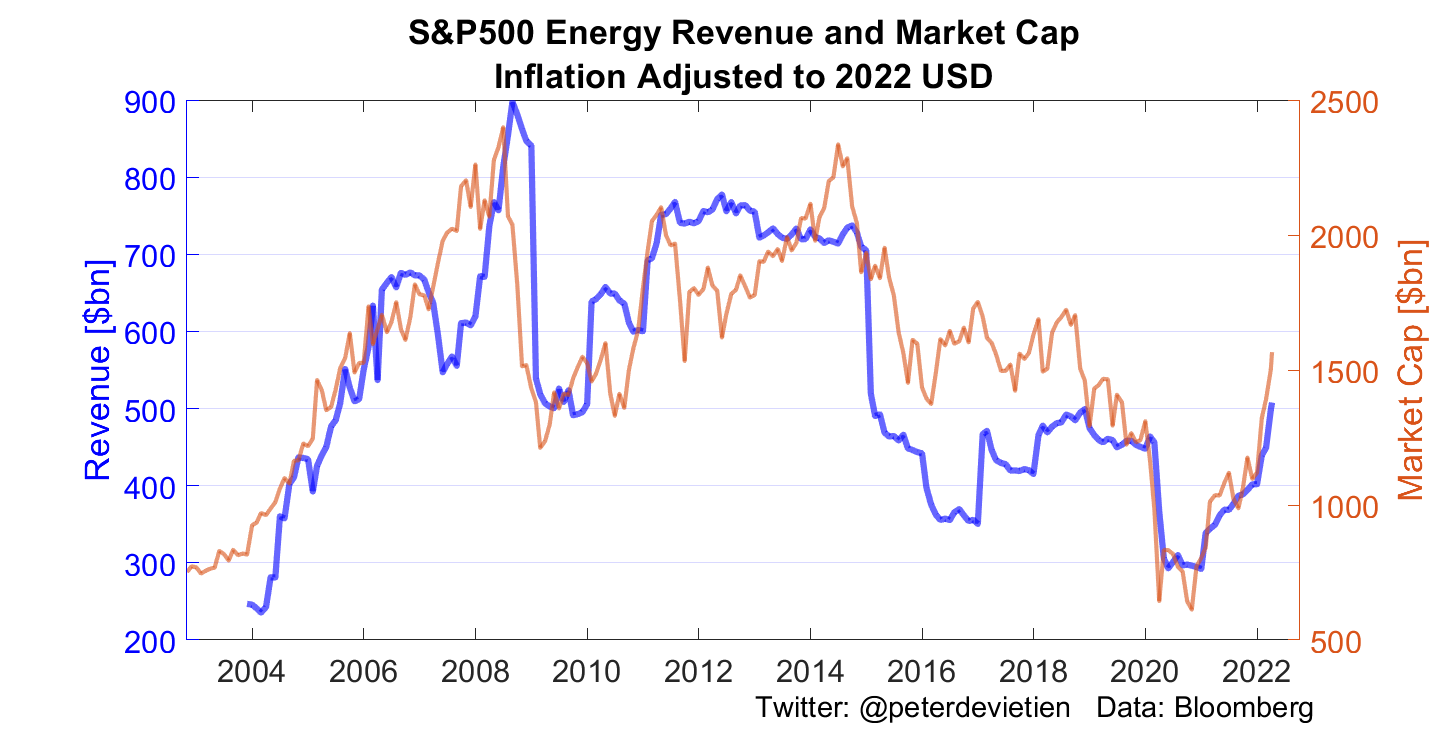 S&P500 Energy Revenue and Market Cap
Inflation Adjusted to 2022 USD
Revenue [$bn]
900
800
700
600
500
400
300
200
2500
2000
1500
1000
500
Market Cap [$bn]
2004 2006 2008 2010 2012 2014 2016 2018 2020 2022
Twitter: @peterdevietien Data: Bloomberg